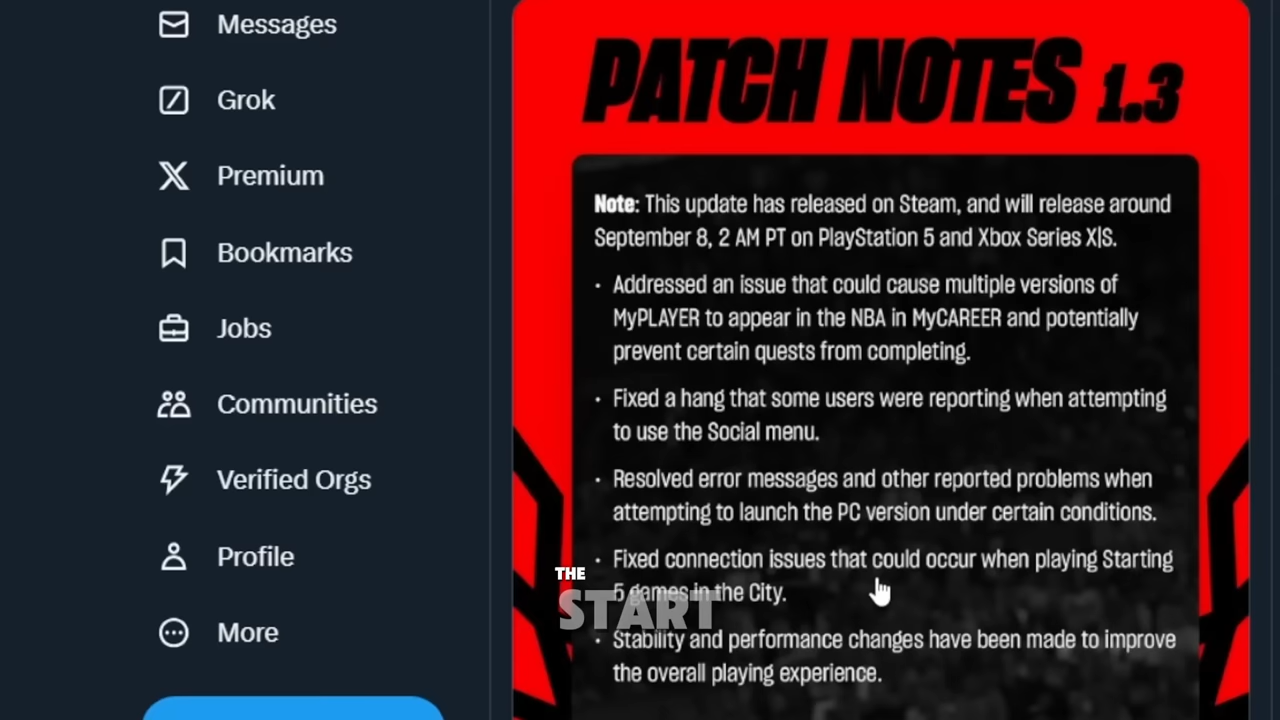 Messages
Grok
Premium
Bookmarks
Jobs
Communities
Verified Orgs
Profile
More
PATCH NOTES 1.3
Note: This update has released on Steam, and will release around
September 8, 2 AM PT on PlayStation 5 and Xbox Series X|S.
• Addressed an issue that could cause multiple versions of
MyPLAYER to appear in the NBA in MyCAREER and potentially
prevent certain quests from completing.
• Fixed a hang that some users were reporting when attempting
to use the Social menu.
• Resolved error messages and other reported problems when
attempting to launch the PC version under certain conditions.
• Fixed connection issues that could occur when playing Starting
5 games in the City.
• Stability and performance changes have been made to improve
the overall playing experience.
THE
START